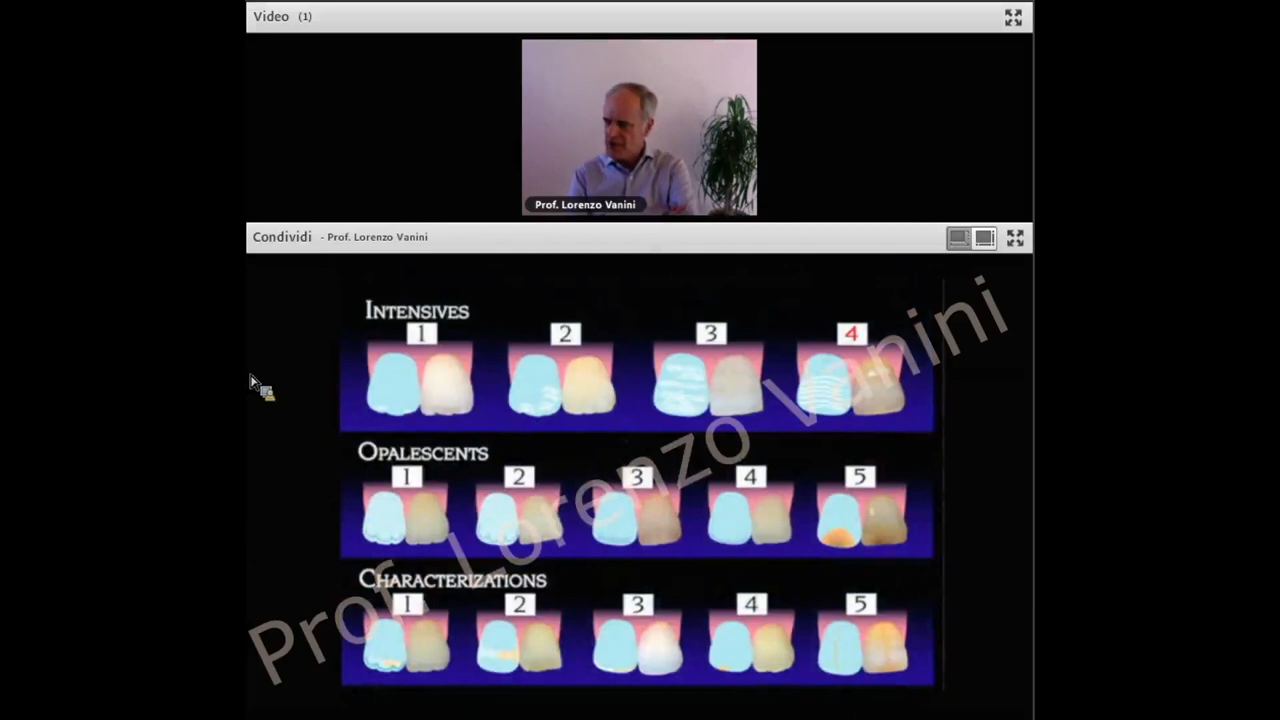 Video (1)
Prof. Lorenzo Vanini
Condividi - Prof. Lorenzo Vanini
INTENSIVES
1 2 3 4
OPALESCENTS
1 2 3 4 5
CHARACTERIZATIONS
1 2 3 4 5
Prof. Lorenzo Vanini